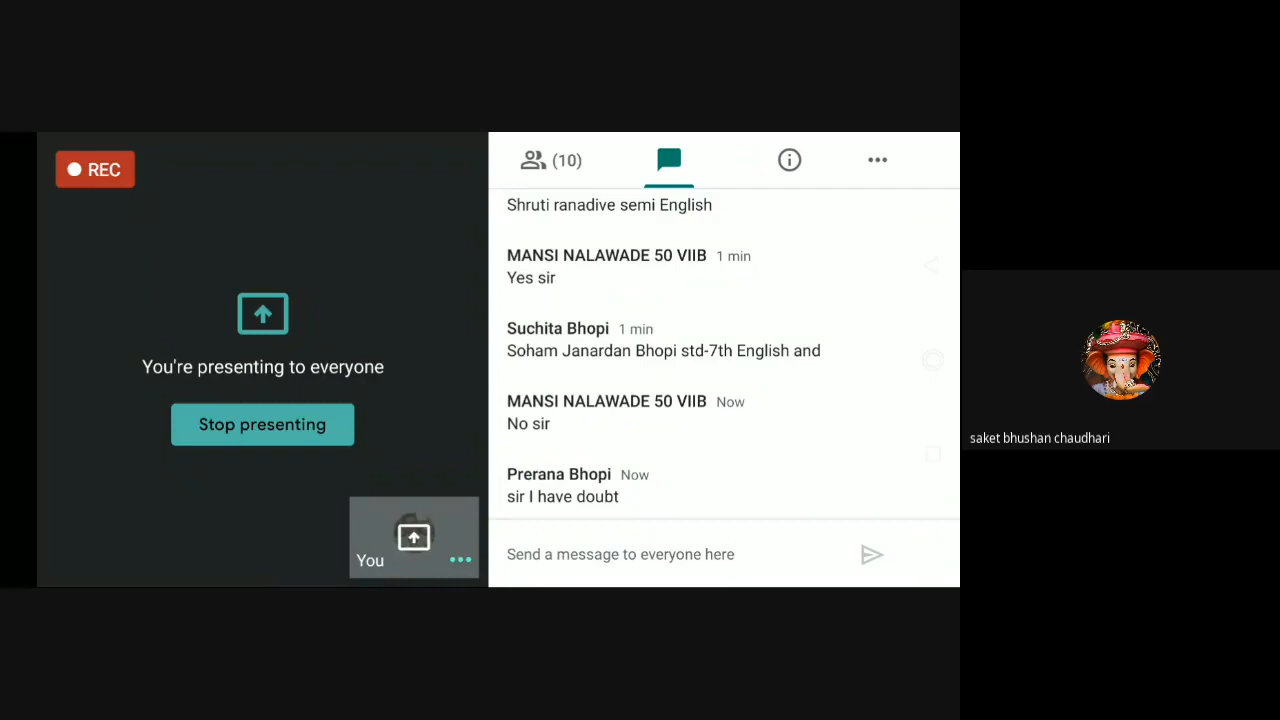 REC
You're presenting to everyone
Stop presenting
You
(10)
Shruti ranadive semi English
MANSI NALAWADE 50 VIIB 1 min
Yes sir
Suchita Bhopi 1 min
Soham Janardan Bhopi std-7th English and
MANSI NALAWADE 50 VIIB Now
No sir
Prerana Bhopi Now
sir I have doubt
Send a message to everyone here
saket bhushan chaudhari